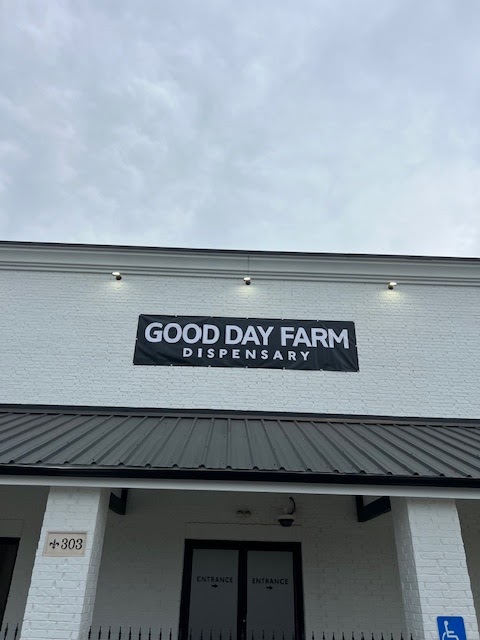 GOOD DAY FARM
DISPENSARY
⚜303
ENTRANCE
→
ENTRANCE
→